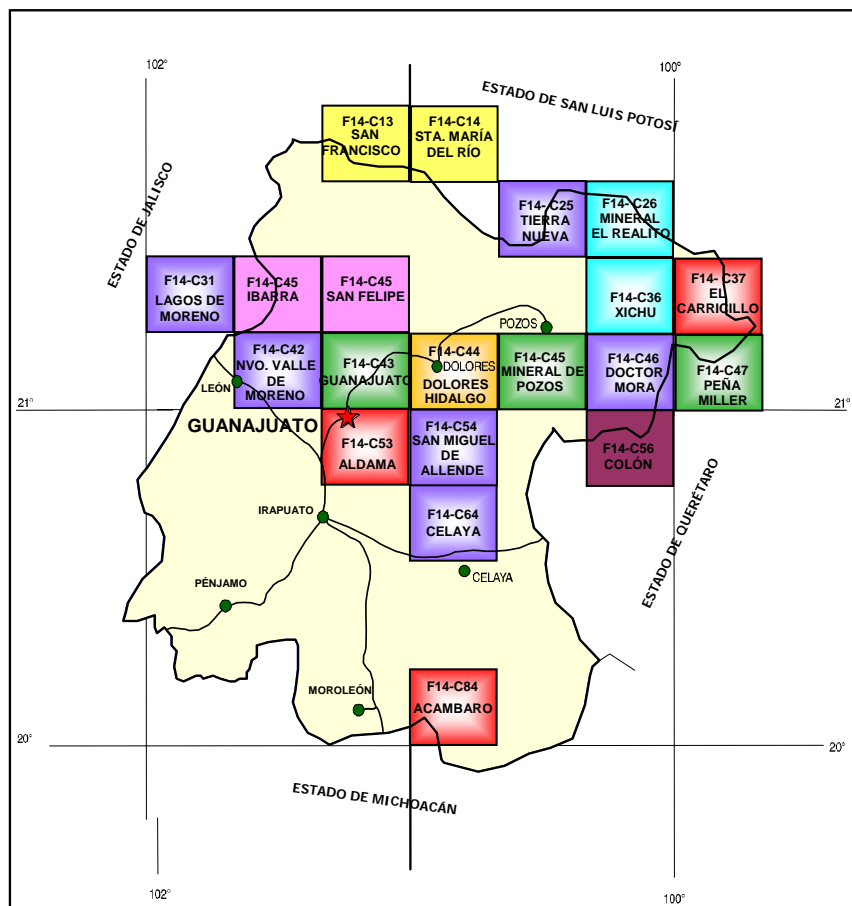 102°
100°
ESTADO DE SAN LUIS POTOSÍ
F14-C13
SAN
FRANCISCO
F14-C14
STA. MARÍA
DEL RÍO
ESTADO DE JALISCO
F14- C25
TIERRA
NUEVA
F14- C26
MINERAL
EL REALITO
F14-C31
LAGOS DE
MORENO
F14-C45
IBARRA
F14-C45
SAN FELIPE
F14-C36
XICHU
F14- C37
EL
CARRICILLO
POZOS
F14-C42
NVO. VALLE
DE
MORENO
F14-C43
GUANAJUATO
F14-C44
DOLORES
DOLORES
HIDALGO
F14-C45
MINERAL DE
POZOS
F14-C46
DOCTOR
MORA
F14-C47
PEÑA
MILLER
LEÓN
21°
21°
GUANAJUATO
F14-C53
ALDAMA
F14-C54
SAN MIGUEL
DE
ALLENDE
F14-C56
COLÓN
IRAPUATO
F14-C64
CELAYA
ESTADO DE QUERÉTARO
PÉNJAMO
CELAYA
MOROLEÓN
F14-C84
ACAMBARO
20°
20°
ESTADO DE MICHOACÁN
102°
100°